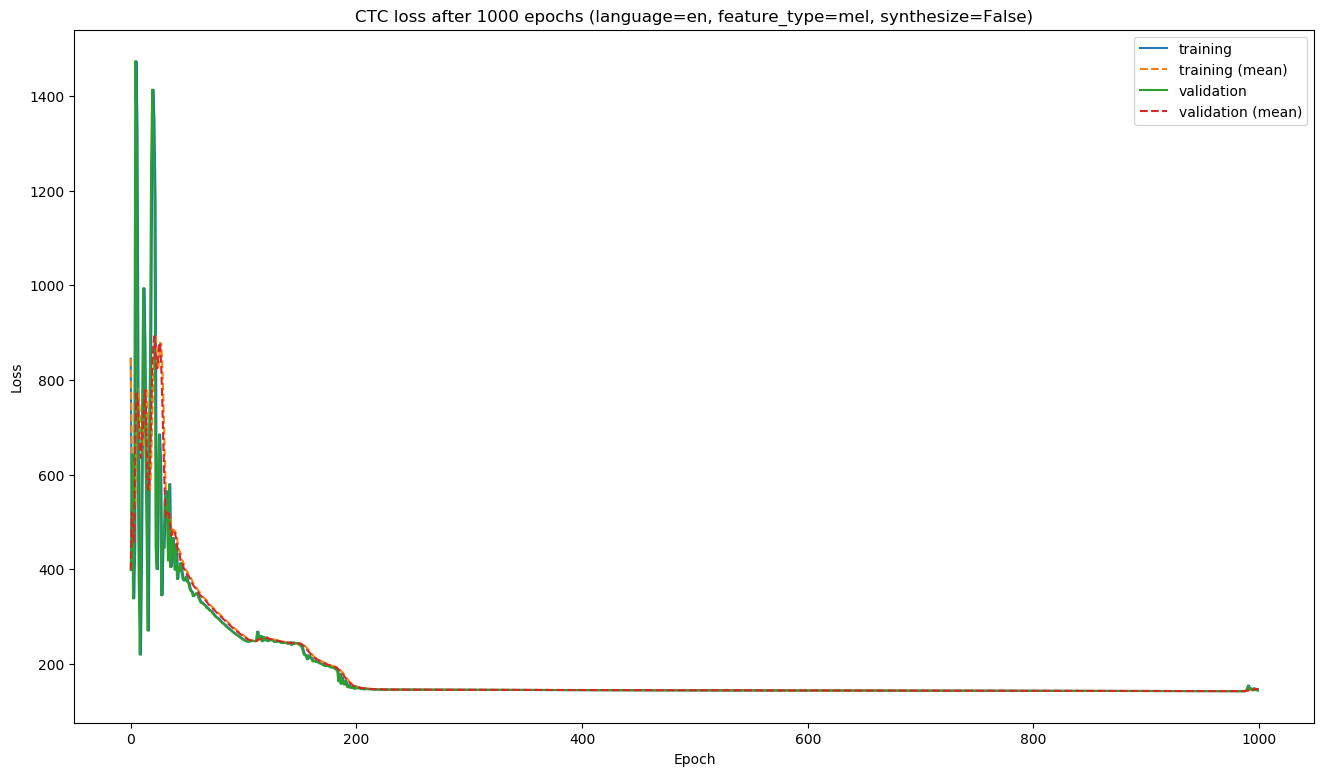 CTC loss after 1000 epochs (language=en, feature_type=mel, synthesize=False)
training
training (mean)
validation
validation (mean)
1400
1200
1000
800
600
400
200
Loss
0
200
400
600
800
1000
Epoch